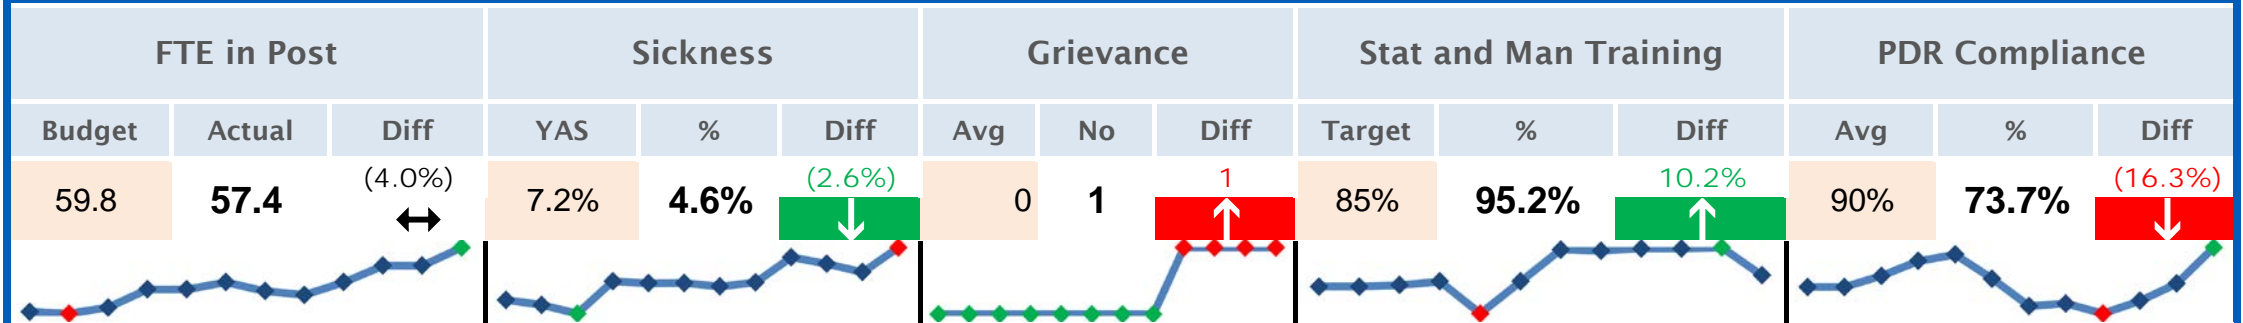 FTE in Post Sickness Grievance Stat and Man Training PDR Compliance
Budget Actual Diff YAS % Diff Avg No Diff Target % Diff Avg % Diff
59.8 57.4 (4.0%) 7.2% 4.6% (2.6%) 0 1 1 85% 95.2% 10.2% 90% 73.7% (16.3%)